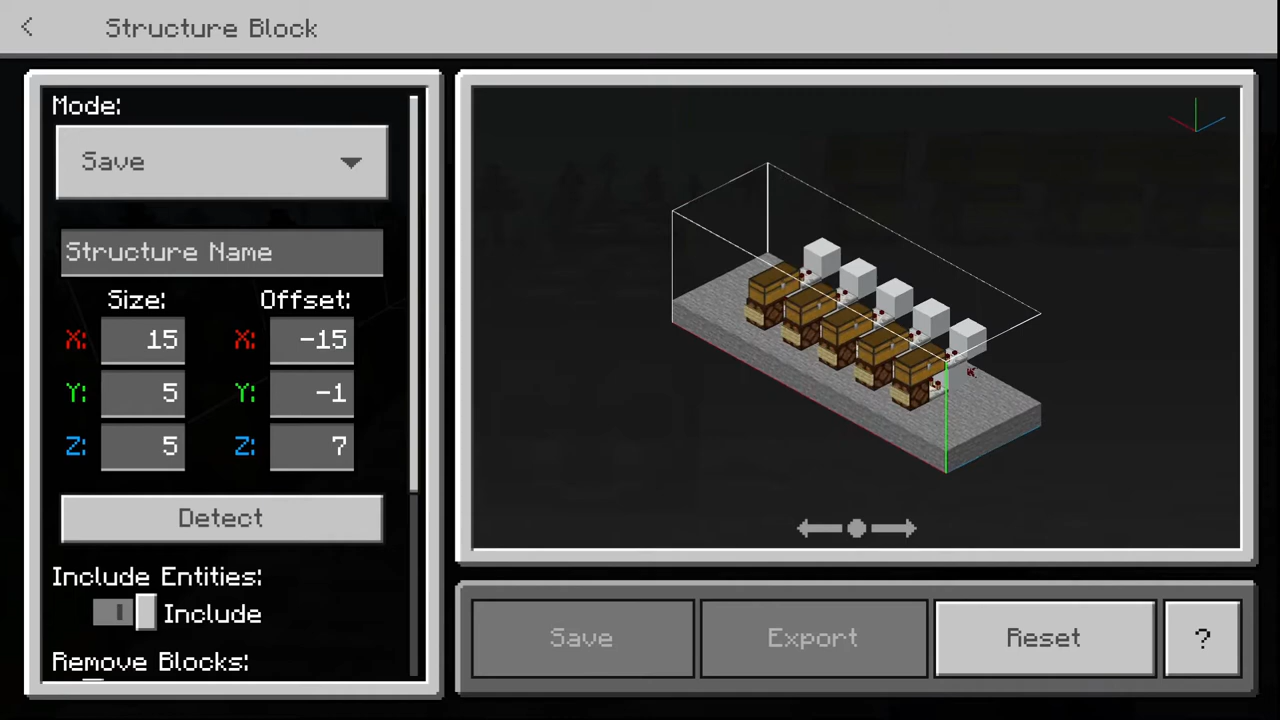 Structure Block
Mode:
Save
Structure Name
Size: Offset:
X: 15 X: -15
Y: 5 Y: -1
Z: 5 Z: 7
Detect
Include Entities:
Include
Remove Blocks:
Save Export Reset ?